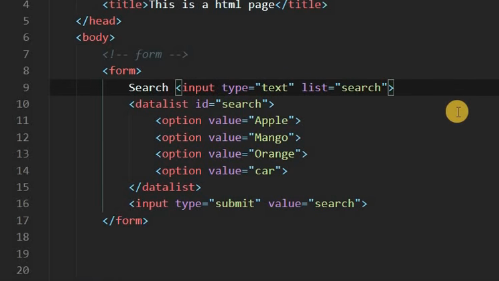 4 <title>This is a html page</title>
5 </head>
6 <body>
7 <!-- form -->
8 <form>
9 Search <input type="text" list="search">
10 <datalist id="search">
11 <option value="Apple">
12 <option value="Mango">
13 <option value="Orange">
14 <option value="car">
15 </datalist>
16 <input type="submit" value="search">
17 </form>
18
19
20